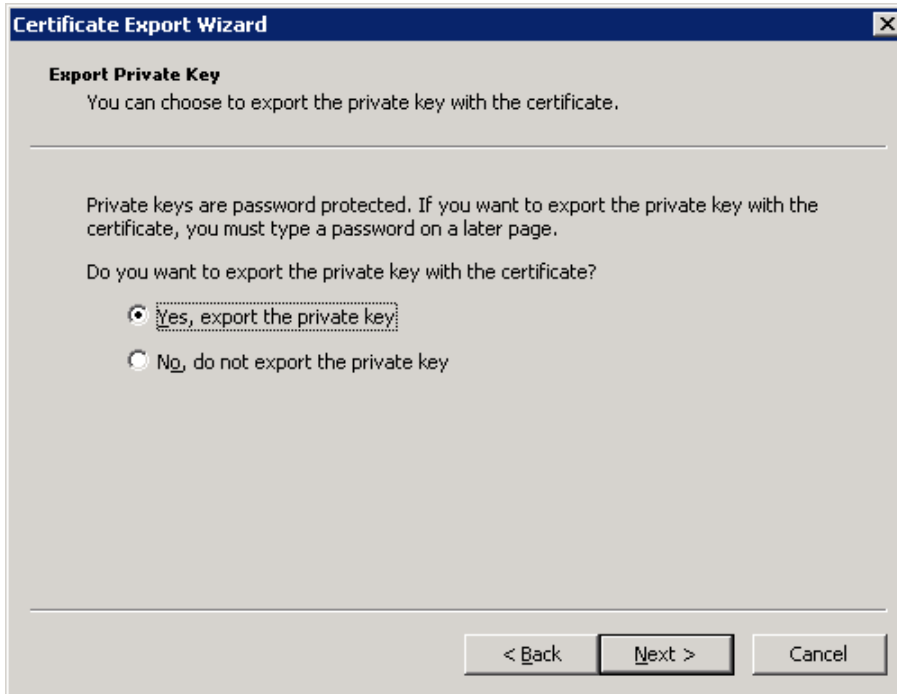 Certificate Export Wizard
Export Private Key
You can choose to export the private key with the certificate.
Private keys are password protected. If you want to export the private key with the
certificate, you must type a password on a later page.
Do you want to export the private key with the certificate?
Yes, export the private key
No, do not export the private key
< Back
Next >
Cancel